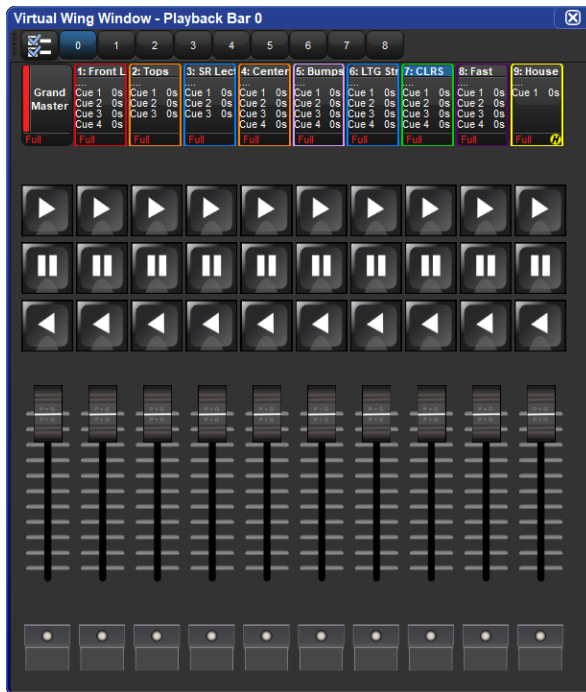 Virtual Wing Window - Playback Bar 0
0 1 2 3 4 5 6 7 8
Grand
Master
Full
1: Front L
....
Cue 1 0s
Cue 2 0s
Cue 3 0s
Cue 4 0s
Full
2: Tops
....
Cue 1 0s
Cue 2 0s
Cue 3 0s
Full
3: SR Lect
....
Cue 1 0s
Cue 2 0s
Cue 3 0s
Full
4: Center
....
Cue 1 0s
Cue 2 0s
Cue 3 0s
Cue 4 0s
Full
5: Bumps
....
Cue 1 0s
Cue 2 0s
Cue 3 0s
Cue 4 0s
Full
6: LTG Str
....
Cue 1 0s
Cue 2 0s
Cue 3 0s
Cue 4 0s
Full
7: CLRS
....
Cue 1 0s
Cue 2 0s
Cue 3 0s
Cue 4 0s
Full
8: Fast
....
Cue 1 0s
Cue 2 0s
Cue 3 0s
Cue 4 0s
Full
9: House
Cue 1 0s
Full H